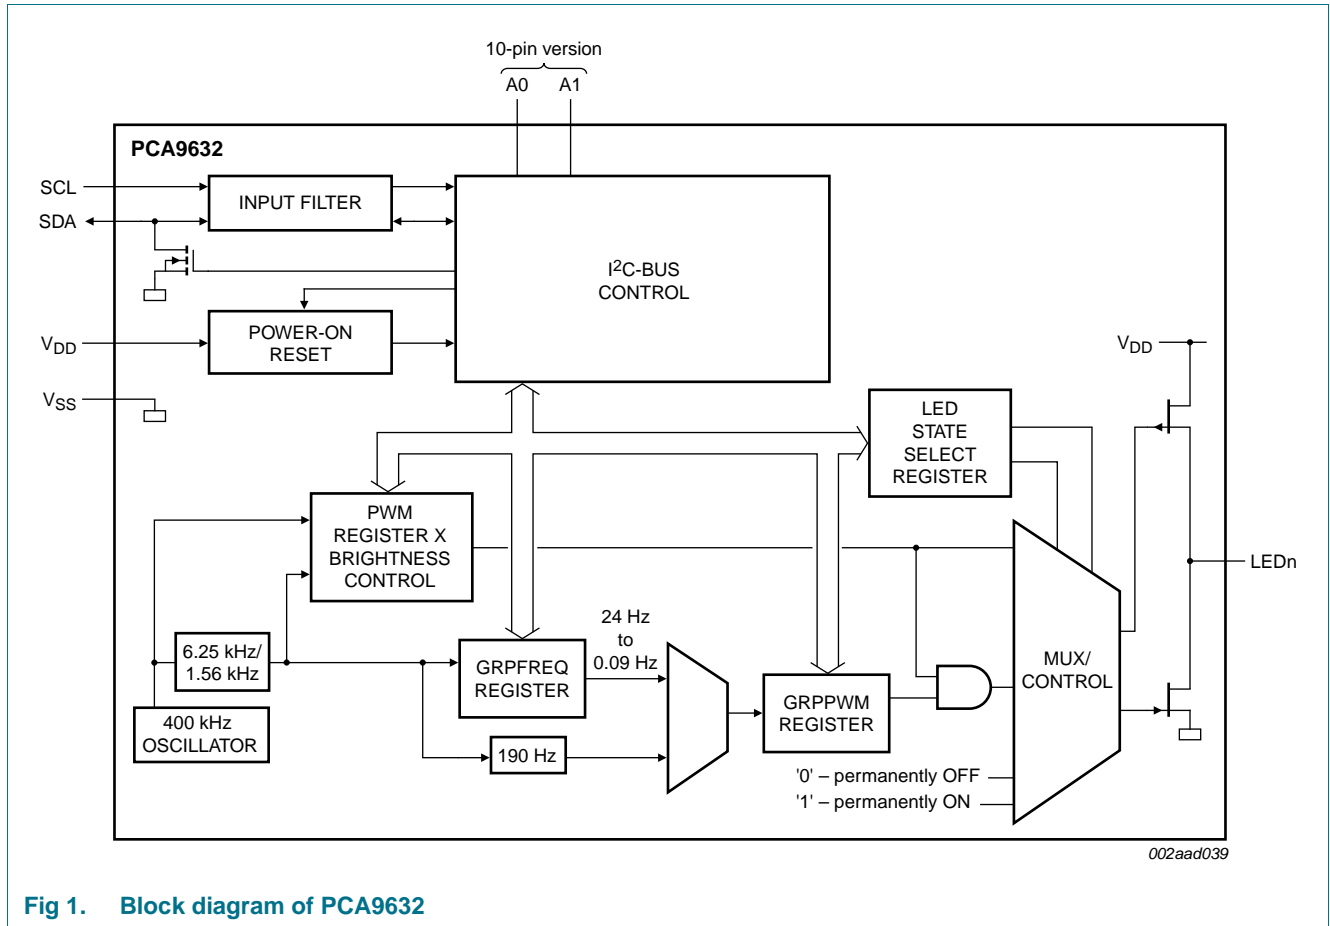 10-pin version
A0 A1
PCA9632
SCL
SDA
INPUT FILTER
I2C-BUS
CONTROL
VDD
POWER-ON
RESET
VSS
VDD
LED
STATE
SELECT
REGISTER
PWM
REGISTER X
BRIGHTNESS
CONTROL
LEDn
24 Hz
to
0.09 Hz
6.25 kHz/
1.56 kHz
GRPFREQ
REGISTER
MUX/
CONTROL
GRPPWM
REGISTER
400 kHz
OSCILLATOR
190 Hz
'0' – permanently OFF
'1' – permanently ON
002aad039
Fig 1. Block diagram of PCA9632